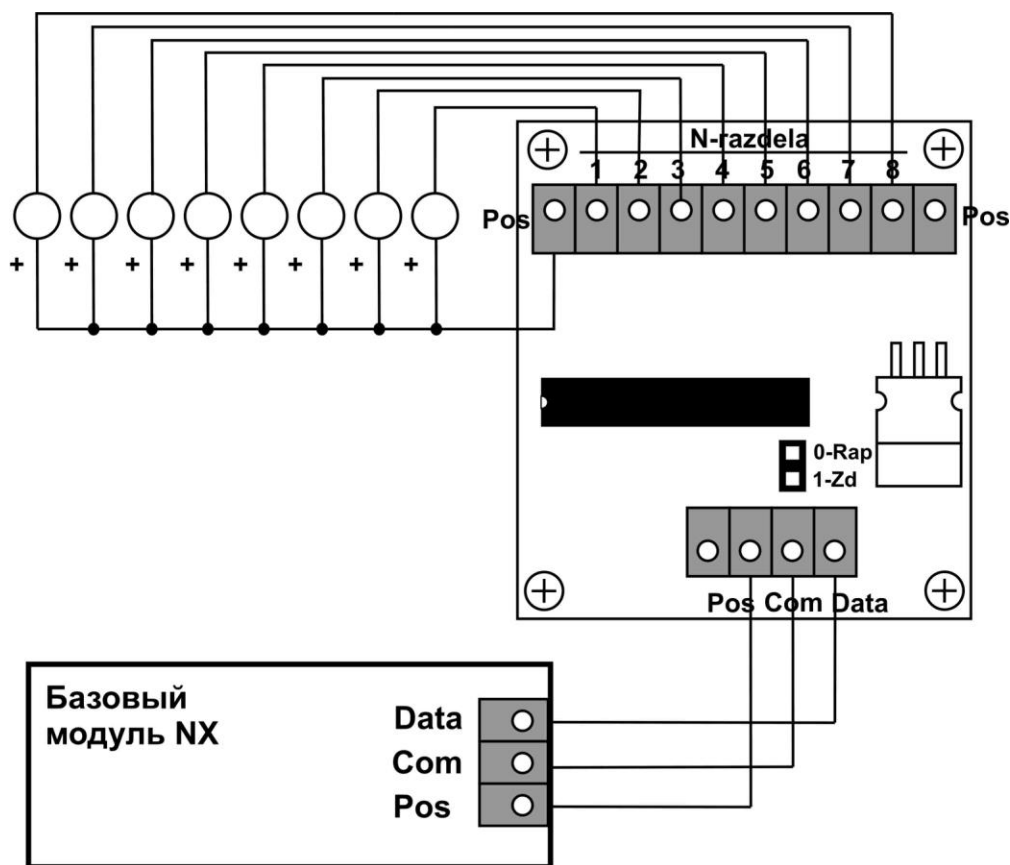 N-razdela
1 2 3 4 5 6 7 8
Pos Pos
+ + + + + + + +
0-Rap
1-Zd
Pos Com Data
Базовый
модуль NX
Data
Com
Pos